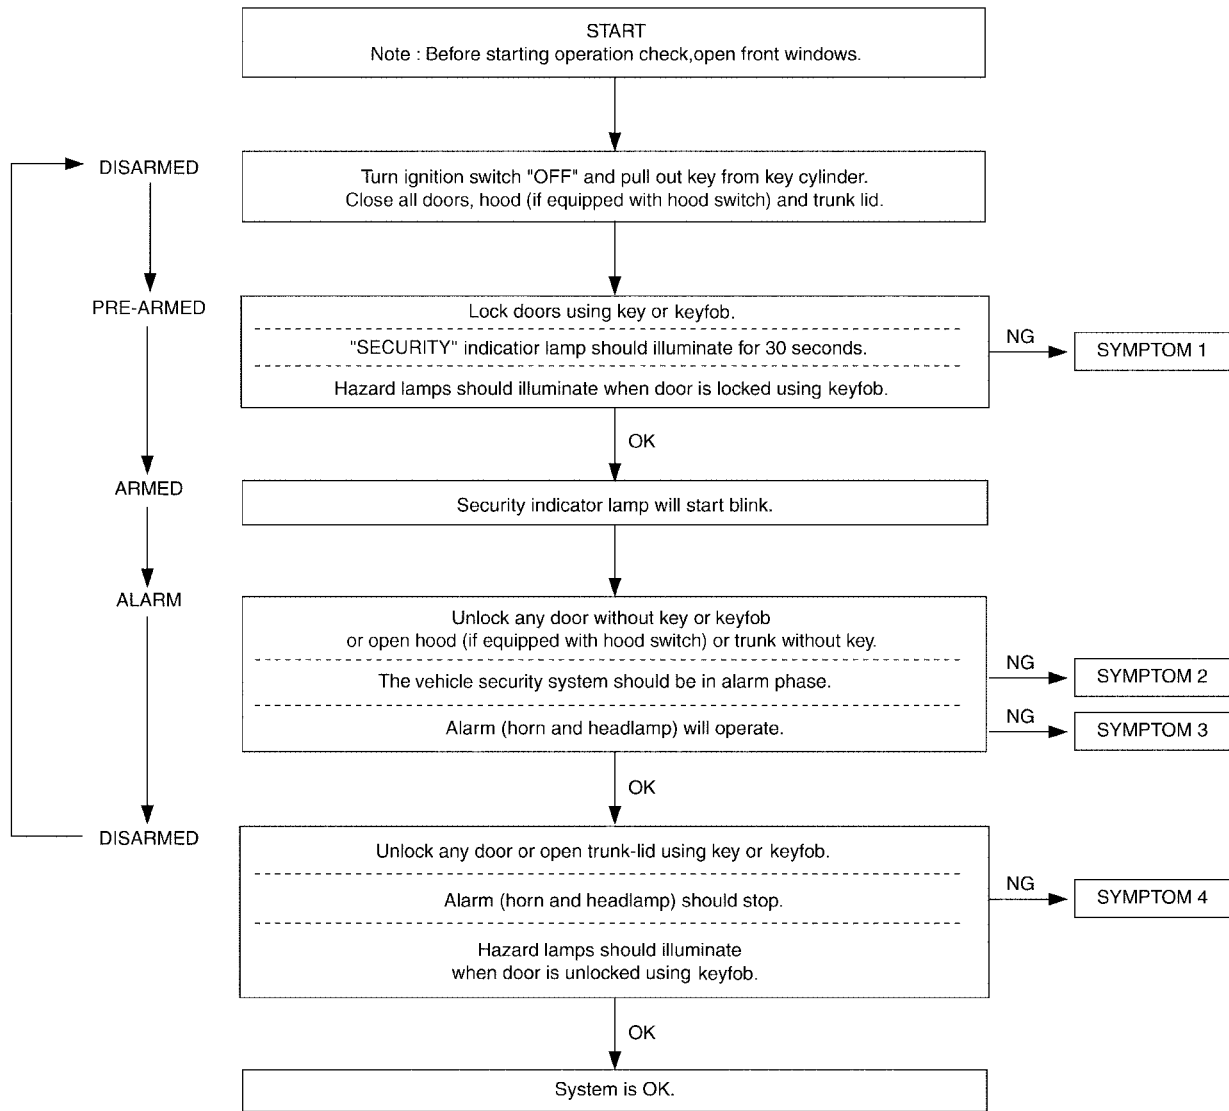 START
Note : Before starting operation check,open front windows.
DISARMED
Turn ignition switch "OFF" and pull out key from key cylinder.
Close all doors, hood (if equipped with hood switch) and trunk lid.
PRE-ARMED
Lock doors using key or keyfob.
"SECURITY" indicatior lamp should illuminate for 30 seconds.
Hazard lamps should illuminate when door is locked using keyfob.
NG
SYMPTOM 1
OK
ARMED
Security indicator lamp will start blink.
ALARM
Unlock any door without key or keyfob
or open hood (if equipped with hood switch) or trunk without key.
The vehicle security system should be in alarm phase.
NG
SYMPTOM 2
Alarm (horn and headlamp) will operate.
NG
SYMPTOM 3
OK
DISARMED
Unlock any door or open trunk-lid using key or keyfob.
Alarm (horn and headlamp) should stop.
NG
SYMPTOM 4
Hazard lamps should illuminate
when door is unlocked using keyfob.
OK
System is OK.